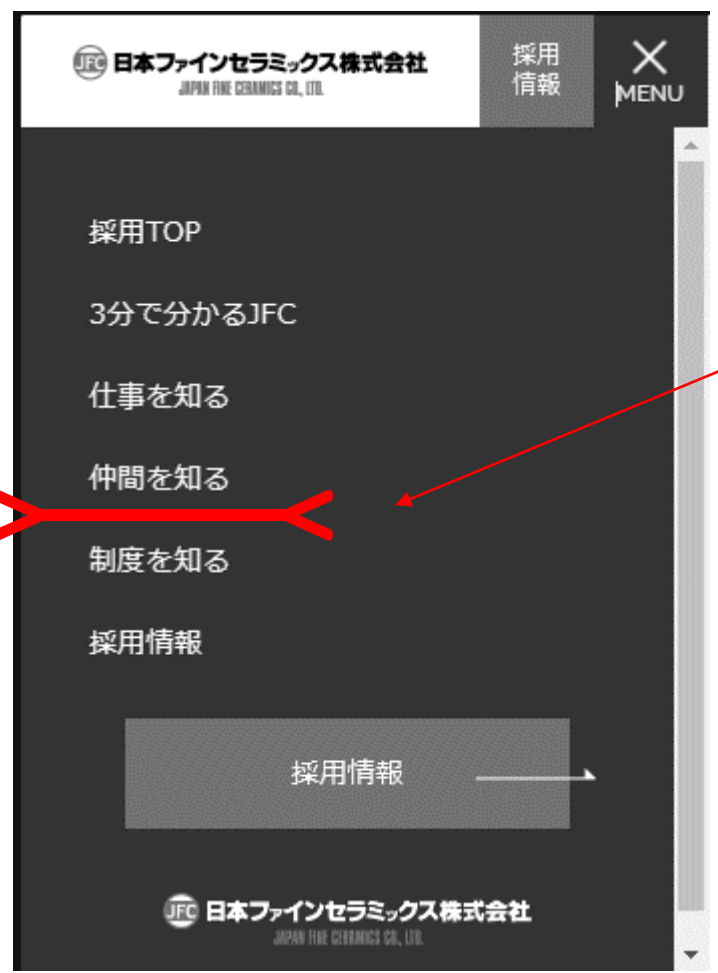 JFC 日本ファインセラミックス株式会社
JAPAN FINE CERAMICS CO., LTD.
採用
情報
MENU
採用TOP
3分で分かるJFC
仕事を知る
仲間を知る
制度を知る
採用情報
採用情報
JFC 日本ファインセラミックス株式会社
JAPAN FINE CERAMICS CO., LTD.